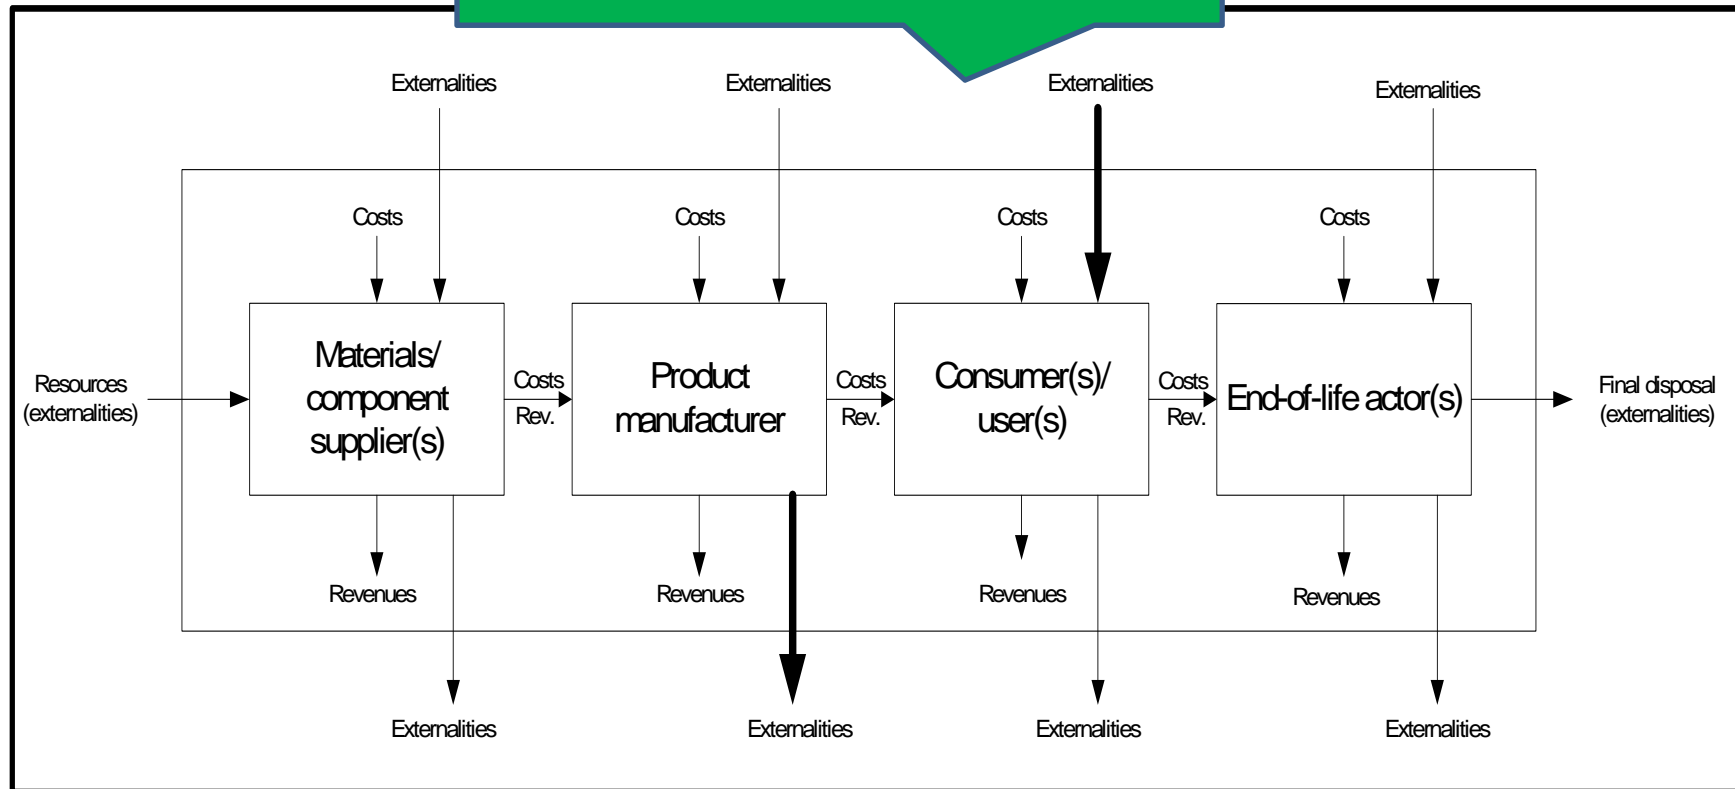 Externalities
Externalities
Externalities
Externalities
Costs
Costs
Costs
Costs
Resources
(externalities)
Materials/
component
supplier(s)
Costs
Rev.
Product
manufacturer
Costs
Rev.
Consumer(s)/
user(s)
Costs
Rev.
End-of-life actor(s)
Final disposal
(externalities)
Revenues
Revenues
Revenues
Revenues
Externalities
Externalities
Externalities
Externalities